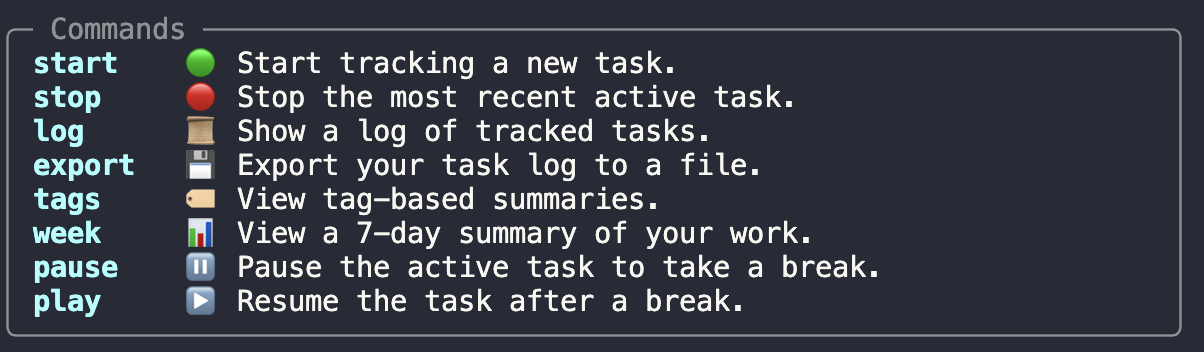 Commands
start 🟢 Start tracking a new task.
stop 🔴 Stop the most recent active task.
log 📜 Show a log of tracked tasks.
export 💾 Export your task log to a file.
tags 🏷️ View tag-based summaries.
week 📊 View a 7-day summary of your work.
pause ⏸️ Pause the active task to take a break.
play ▶️ Resume the task after a break.